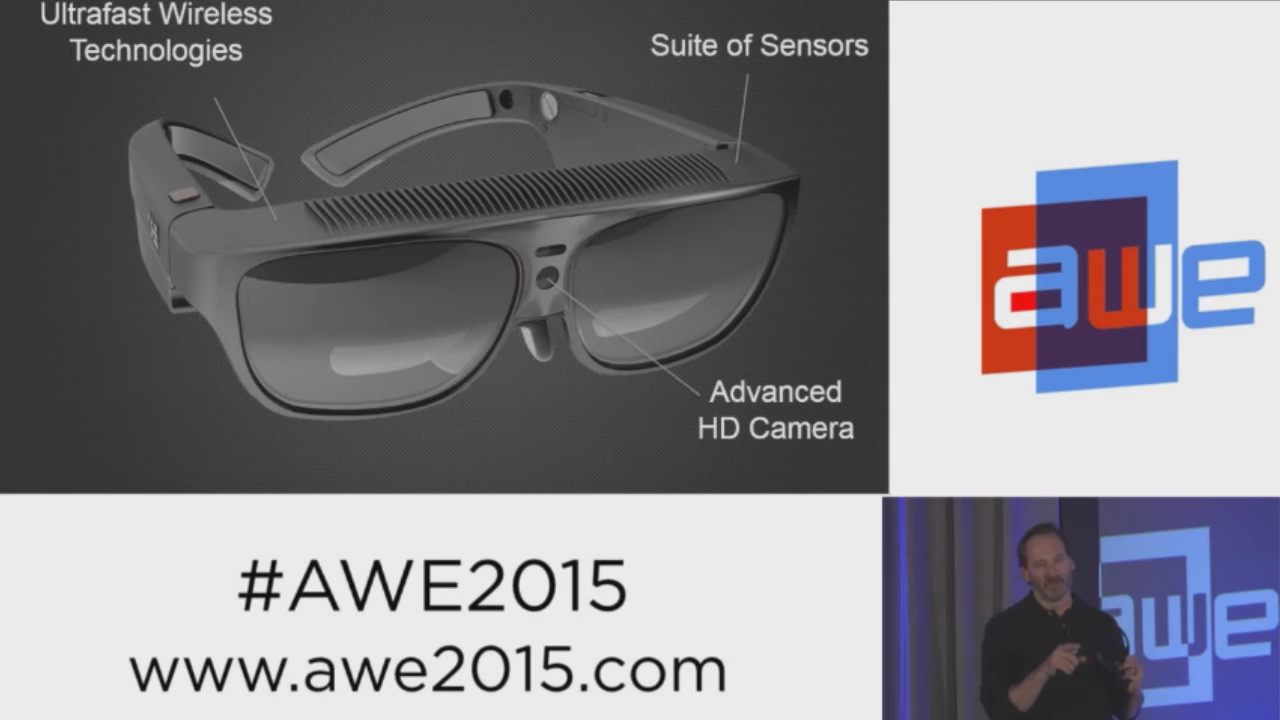 Ultrafast Wireless
Technologies
Suite of Sensors
Advanced
HD Camera
awe
#AWE2015
www.awe2015.com
awe